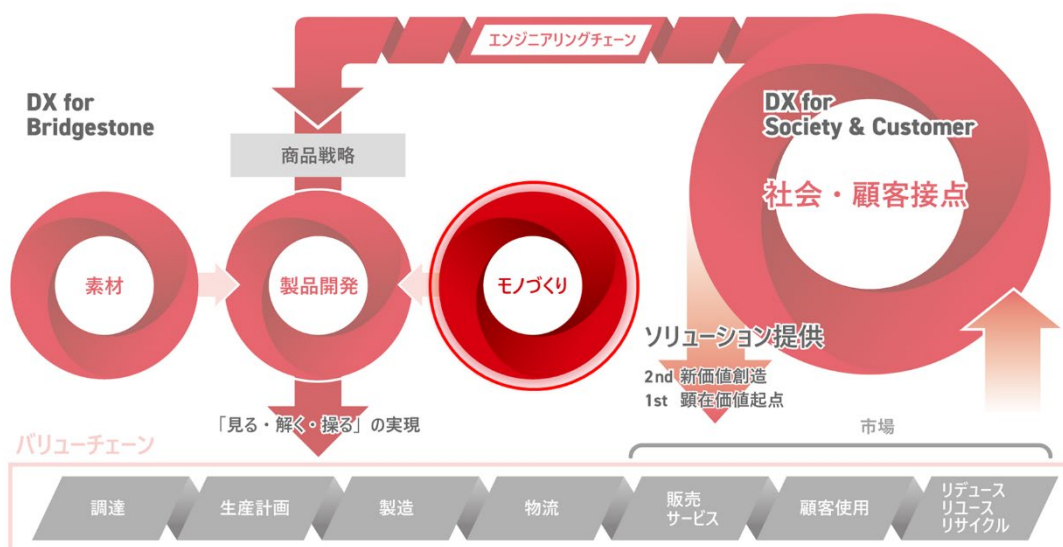 エンジニアリングチェーン
DX for
Bridgestone
DX for
Society & Customer
商品戦略
社会・顧客接点
素材
製品開発
モノづくり
ソリューション提供
2nd 新価値創造
1st 顕在価値起点
「見る・解く・操る」の実現
市場
バリューチェーン
調達
生産計画
製造
物流
販売
サービス
顧客使用
リデュース
リユース
リサイクル